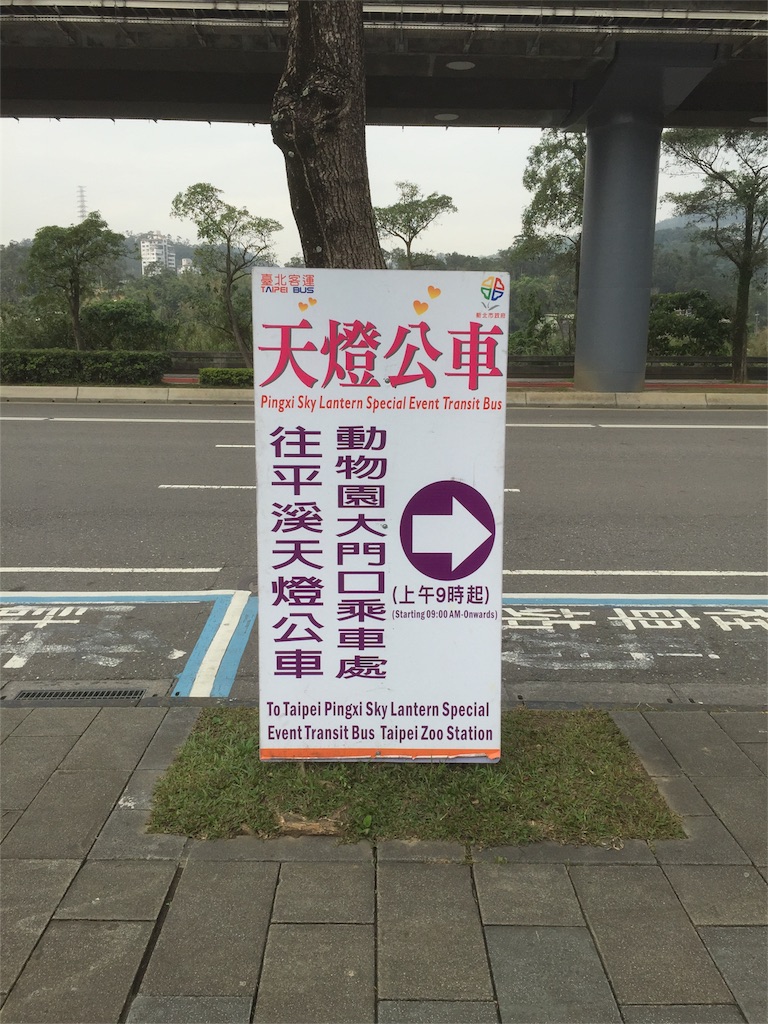 臺北客運
TAIPEI BUS
新北市政府
天燈公車
Pingxi Sky Lantern Special Event Transit Bus
動物園大門口乘車處
往平溪天燈公車
(上午9時起)
(Starting 09:00 AM-Onwards)
To Taipei Pingxi Sky Lantern Special
Event Transit Bus Taipei Zoo Station